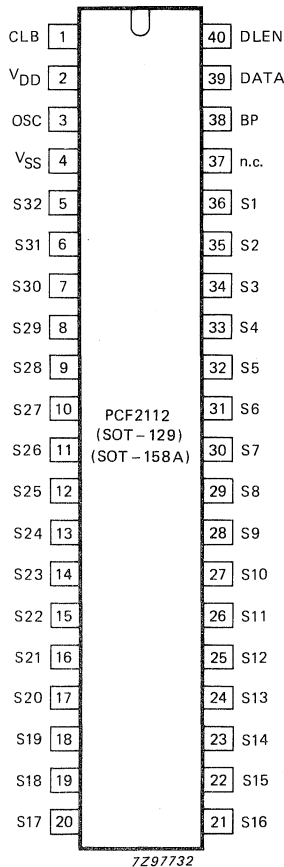 CLB 1 40 DLEN
VDD 2 39 DATA
OSC 3 38 BP
VSS 4 37 n.c.
S32 5 36 S1
S31 6 35 S2
S30 7 34 S3
S29 8 33 S4
S28 9 32 S5
S27 10 31 S6
PCF2112
(SOT-129)
(SOT-158A)
S26 11 30 S7
S25 12 29 S8
S24 13 28 S9
S23 14 27 S10
S22 15 26 S11
S21 16 25 S12
S20 17 24 S13
S19 18 23 S14
S18 19 22 S15
S17 20 21 S16
7Z97732